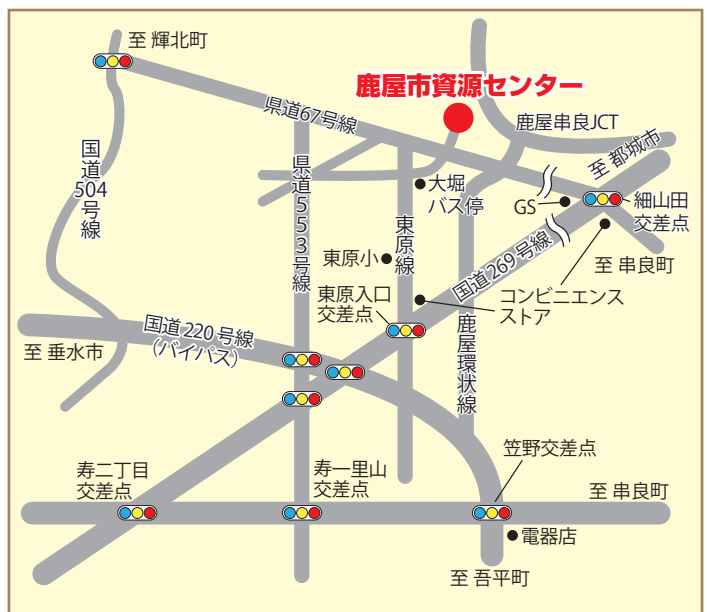 至 輝北町
鹿屋市資源センター
県道67号線
鹿屋串良JCT
国道504号線
県道553号線
至 都城市
大堀
バス停
GS
細山田
交差点
東原線
東原小
国道269号線
至 串良町
東原入口
交差点
コンビニエンス
ストア
国道220号線
(バイパス)
至 垂水市
鹿屋環状線
笠野交差点
寿二丁目
交差点
寿一里山
交差点
至 串良町
電器店
至 吾平町